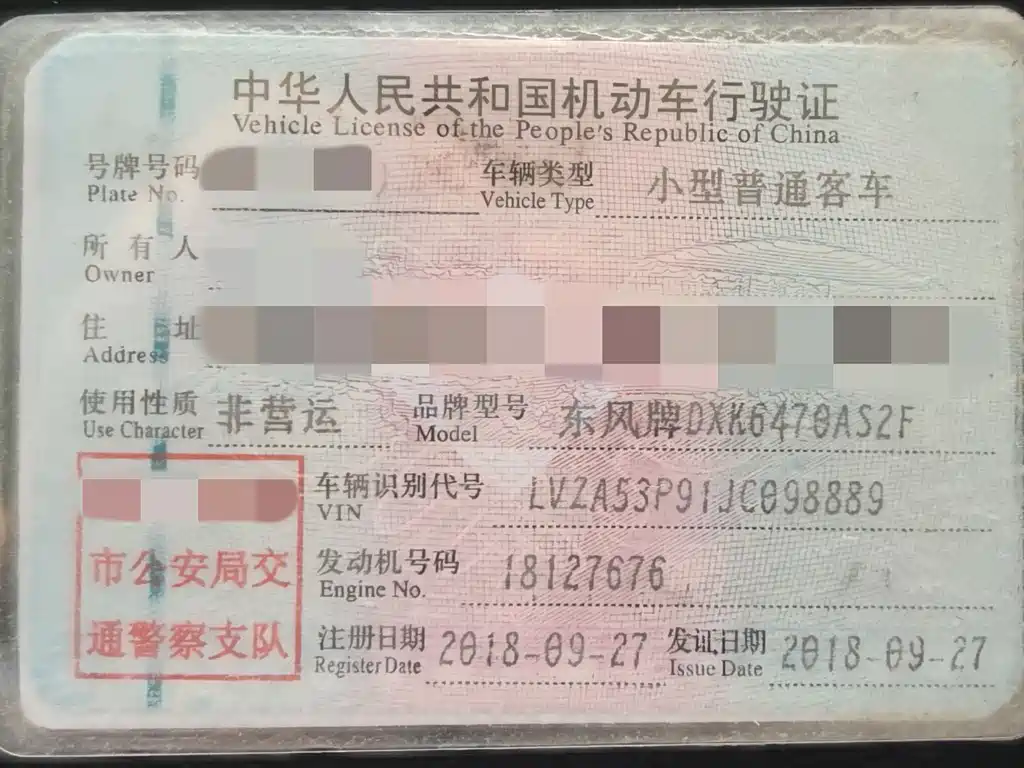 中华人民共和国机动车行驶证
Vehicle License of the People's Republic of China
号牌号码 车辆类型 小型普通客车
Plate No. Vehicle Type
所有人
Owner
住址
Address
使用性质 非营运 品牌型号 东风牌DXK6470AS2F
Use Character Model
车辆识别代号 LVZA53P91JC098889
VIN
市公安局交
通警察支队
发动机号码 18127676
Engine No.
注册日期 2018-09-27 发证日期 2018-09-27
Register Date Issue Date